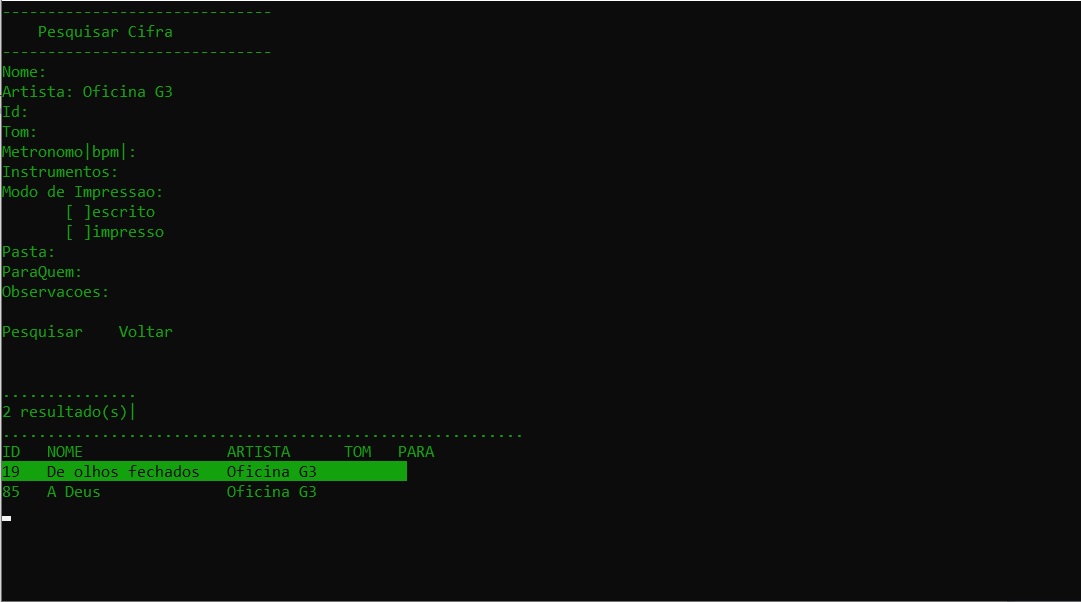 ------------------------------
    Pesquisar Cifra
------------------------------
Nome:
Artista: Oficina G3
Id:
Tom:
Metronomo|bpm|:
Instrumentos:
Modo de Impressao:
       [ ]escrito
       [ ]impresso
Pasta:
ParaQuem:
Observacoes:
Pesquisar    Voltar
...............
2 resultado(s)|
..........................................................
ID   NOME                ARTISTA      TOM   PARA
19   De olhos fechados   Oficina G3
85   A Deus              Oficina G3